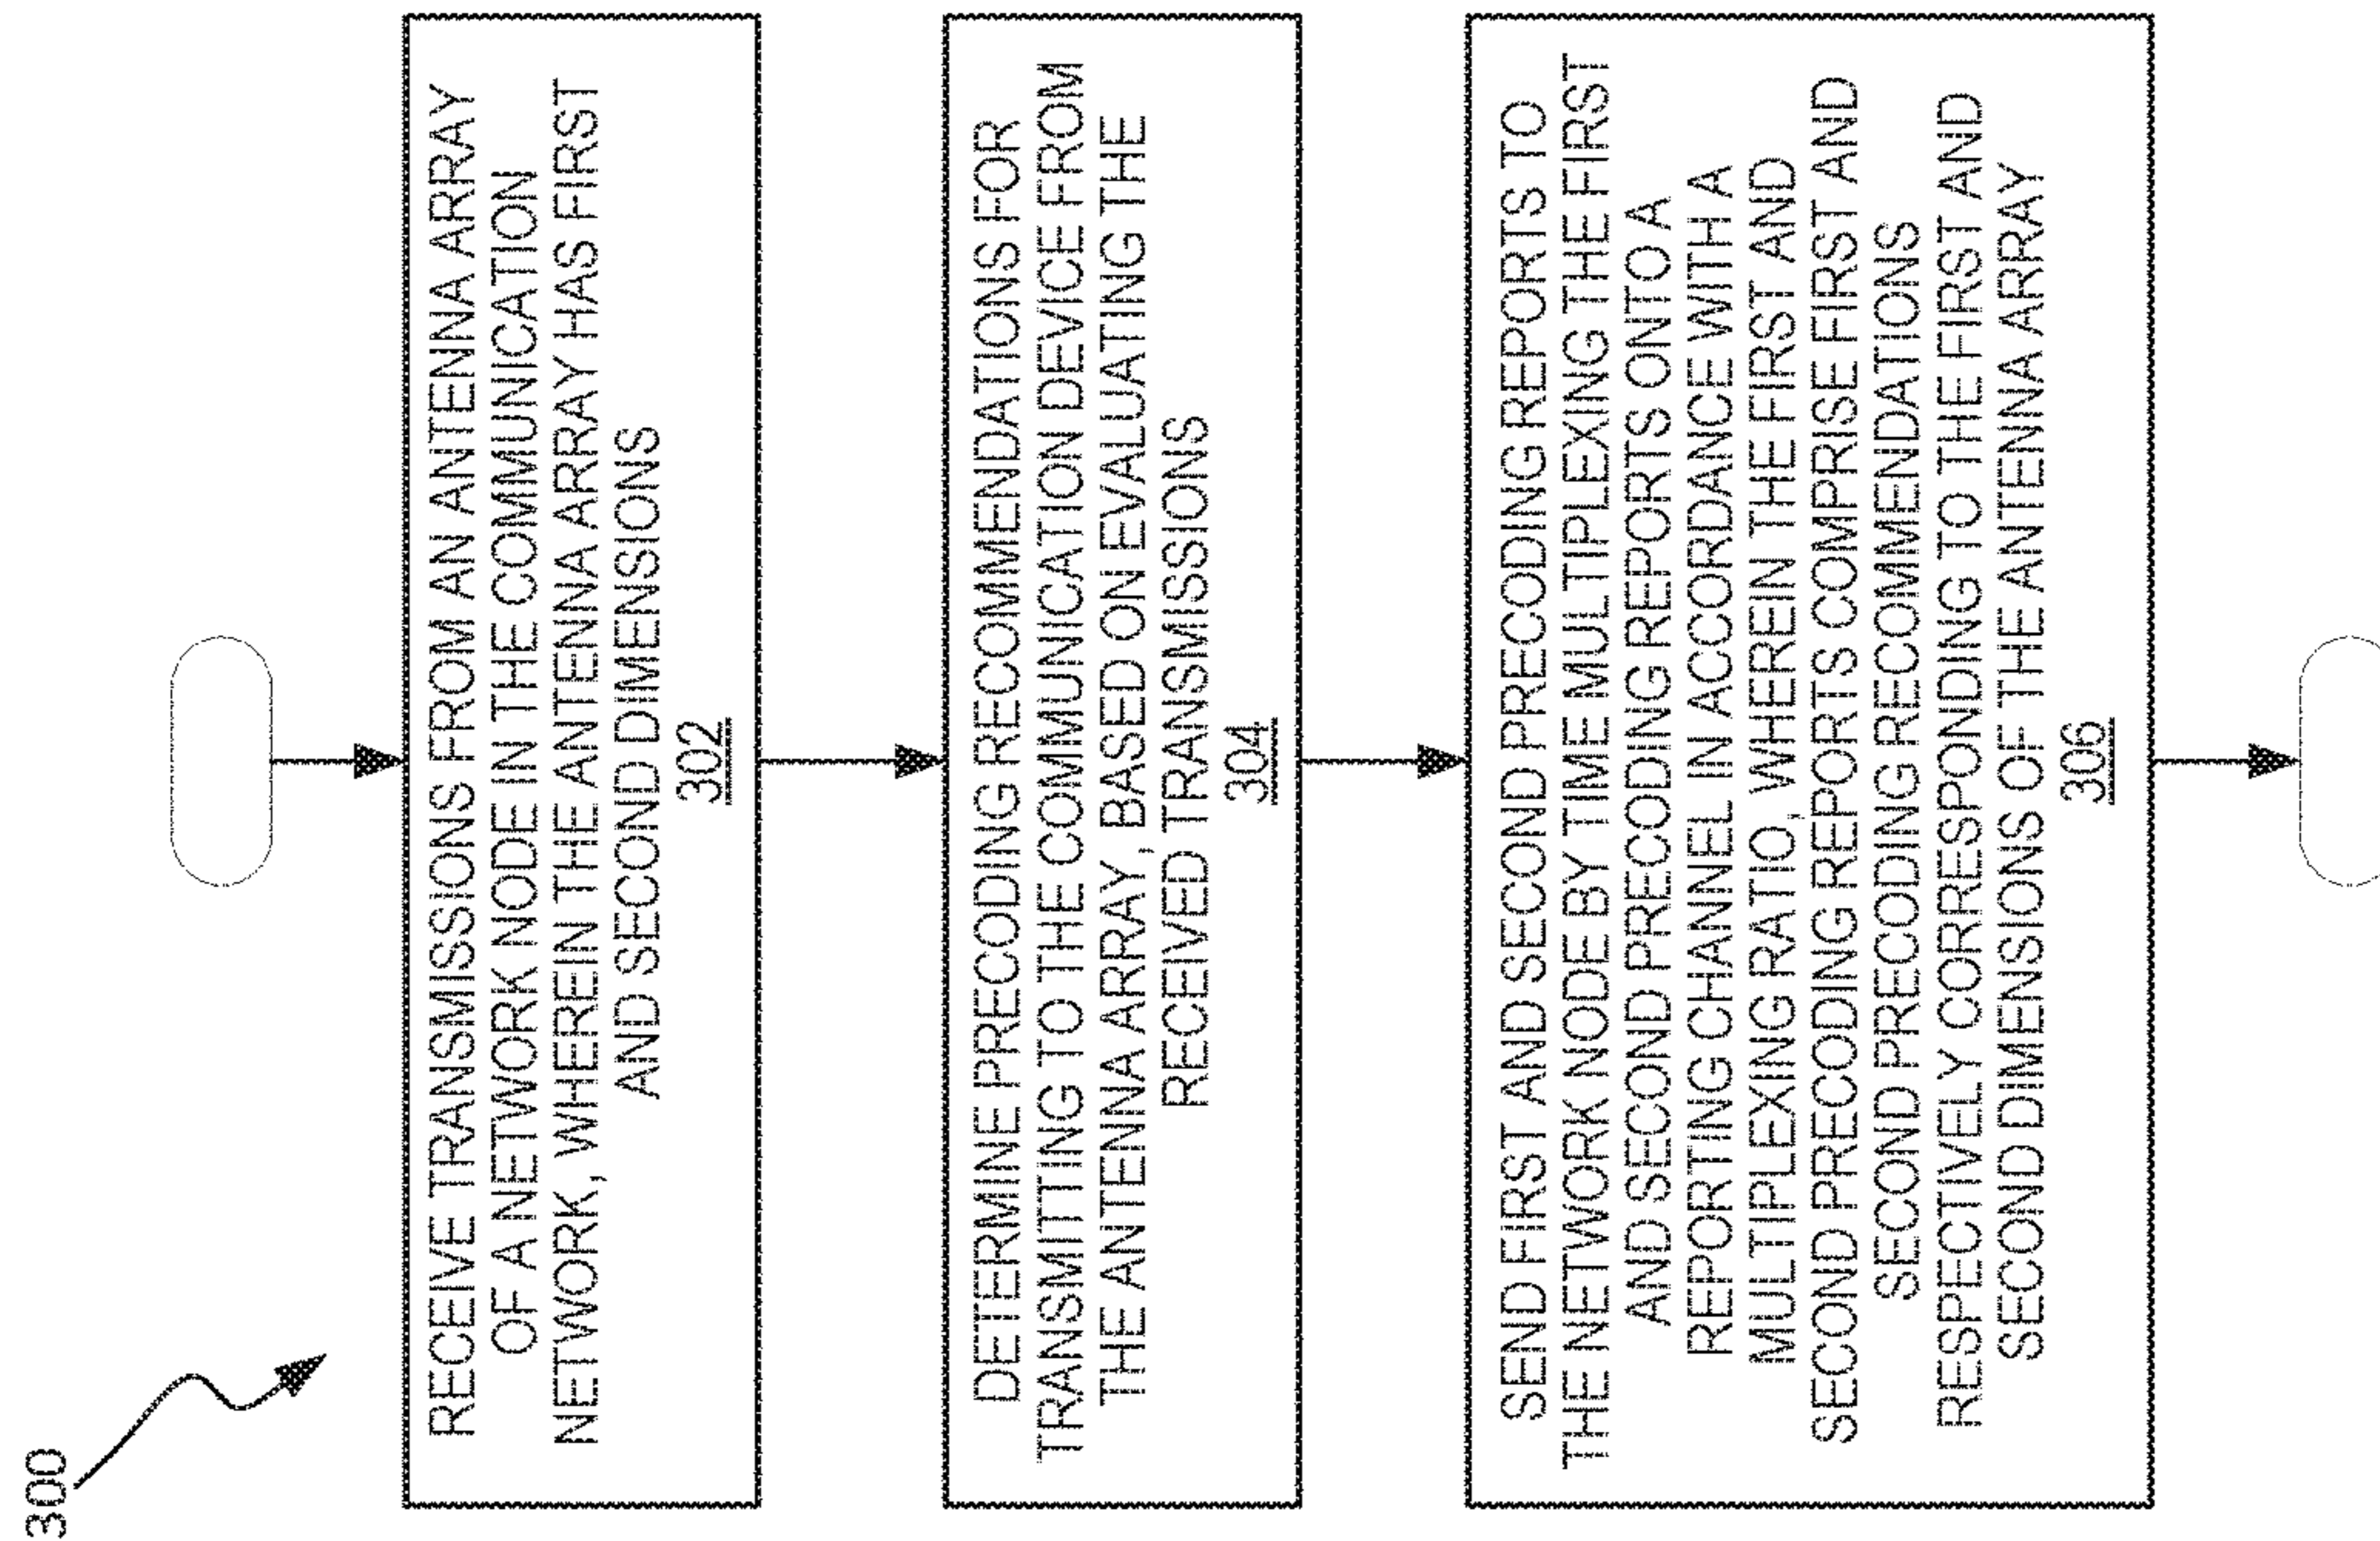 300
RECEIVE TRANSMISSIONS FROM AN ANTENNA ARRAY
OF A NETWORK NODE IN THE COMMUNICATION
NETWORK, WHEREIN THE ANTENNA ARRAY HAS FIRST
AND SECOND DIMENSIONS
302
DETERMINE PRECODING RECOMMENDATIONS FOR
TRANSMITTING TO THE COMMUNICATION DEVICE FROM
THE ANTENNA ARRAY, BASED ON EVALUATING THE
RECEIVED TRANSMISSIONS
304
SEND FIRST AND SECOND PRECODING REPORTS TO
THE NETWORK NODE BY TIME MULTIPLEXING THE FIRST
AND SECOND PRECODING REPORTS ONTO A
REPORTING CHANNEL IN ACCORDANCE WITH A
MULTIPLEXING RATIO, WHEREIN THE FIRST AND
SECOND PRECODING REPORTS COMPRISE FIRST AND
SECOND PRECODING RECOMMENDATIONS
RESPECTIVELY CORRESPONDING TO THE FIRST AND
SECOND DIMENSIONS OF THE ANTENNA ARRAY
306